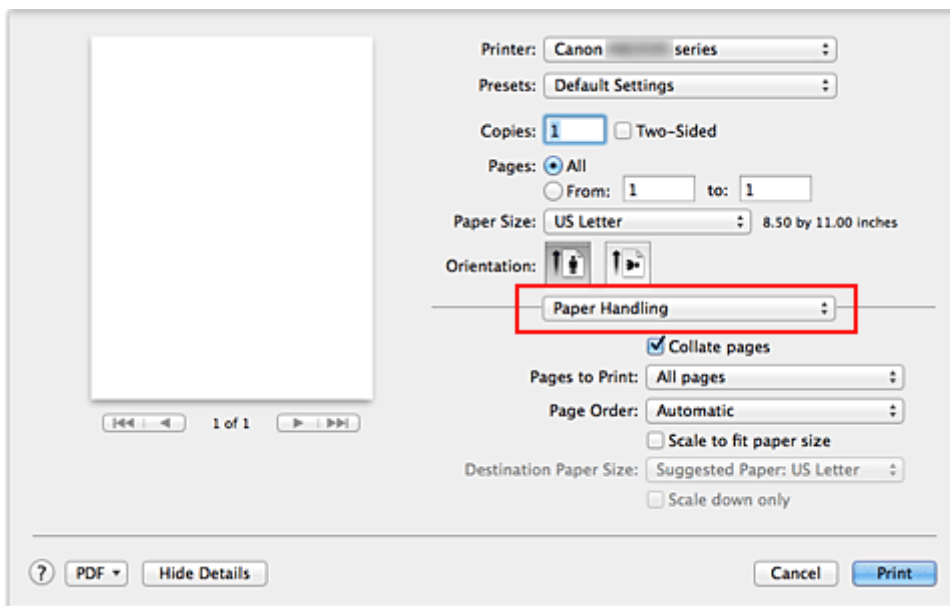 Printer: Canon series
Presets: Default Settings
Copies: 1 Two-Sided
Pages: All
From: 1 to: 1
Paper Size: US Letter 8.50 by 11.00 inches
Orientation:
Paper Handling
Collate pages
Pages to Print: All pages
Page Order: Automatic
Scale to fit paper size
Destination Paper Size: Suggested Paper: US Letter
Scale down only
1 of 1
? PDF Hide Details Cancel Print